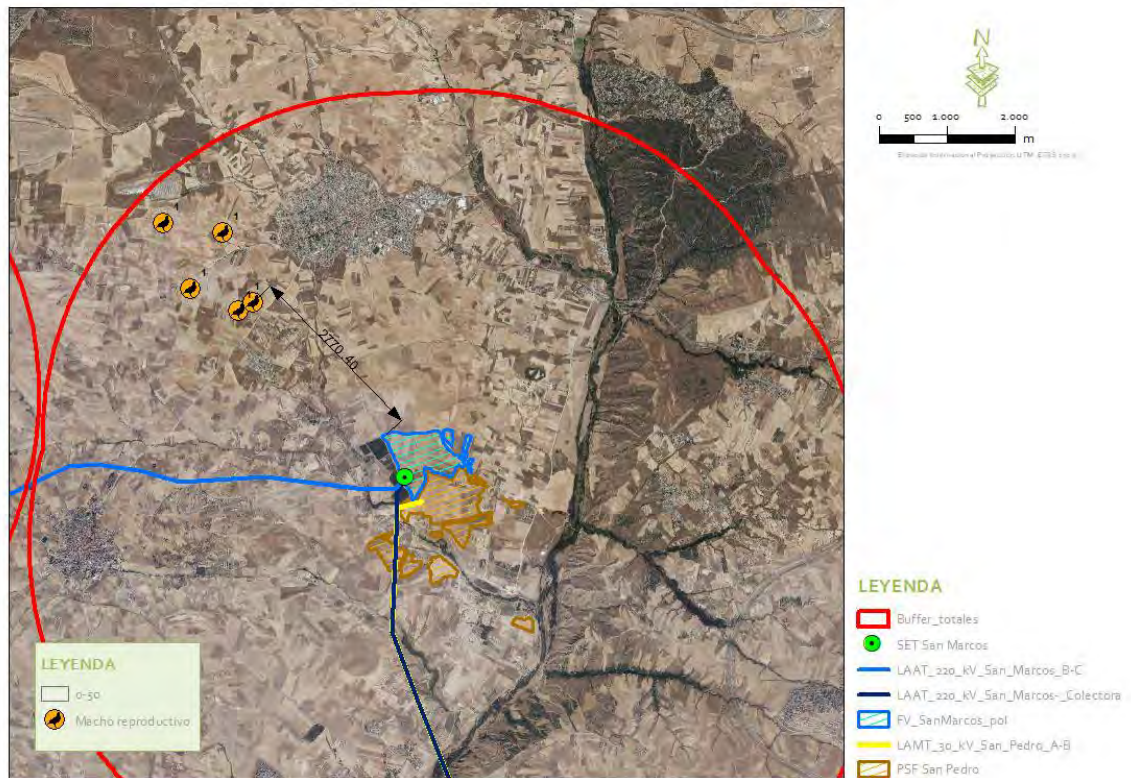 N
0 500 1.000 2.000
m
1
1
1
1
2770,40
LEYENDA
0-50
Macho reproductivo
LEYENDA
Buffer_totales
SET San Marcos
LAAT_220_kV_San_Marcos_B-C
LAAT_220_kV_San_Marcos-_Colectora
FV_SanMarcos_pol
LAMT_30_kV_San_Pedro_A-B
PSF San Pedro